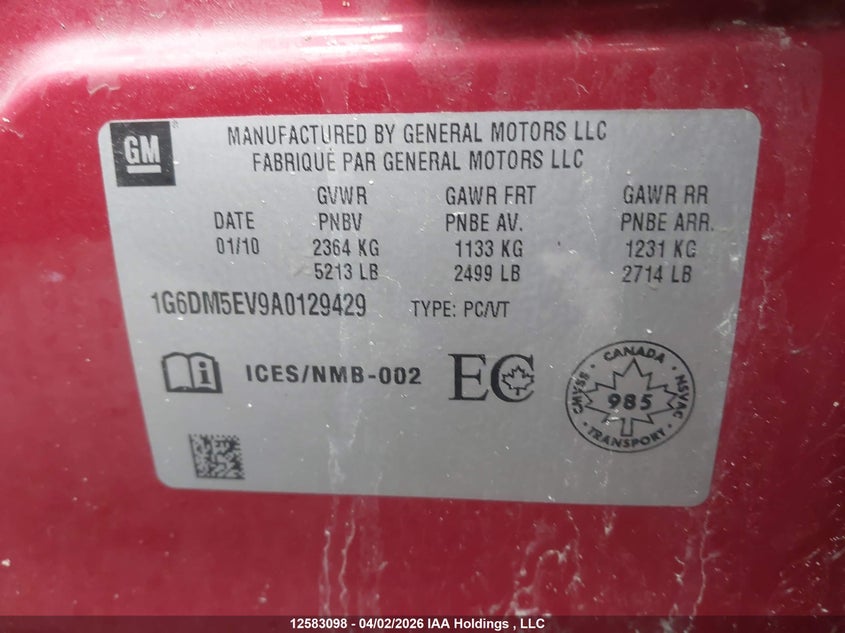 GM
MANUFACTURED BY GENERAL MOTORS LLC
FABRIQUÉ PAR GENERAL MOTORS LLC
GVWR GAWR FRT GAWR RR
DATE PNBV PNBE AV. PNBE ARR.
01/10 2364 KG 1133 KG 1231 KG
5213 LB 2499 LB 2714 LB
1G6DM5EV9A0129429 TYPE: PC/VT
i ICES/NMB-002 EC
CANADA
CMVSS 985 NSVAC
TRANSPORT
12583098 - 04/02/2026 IAA Holdings , LLC